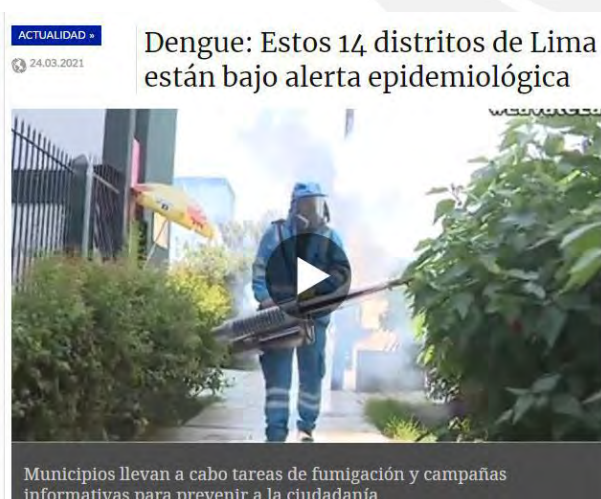 ACTUALIDAD »
24.03.2021
Dengue: Estos 14 distritos de Lima
están bajo alerta epidemiológica
Municipios llevan a cabo tareas de fumigación y campañas
informativas para prevenir a la ciudadanía